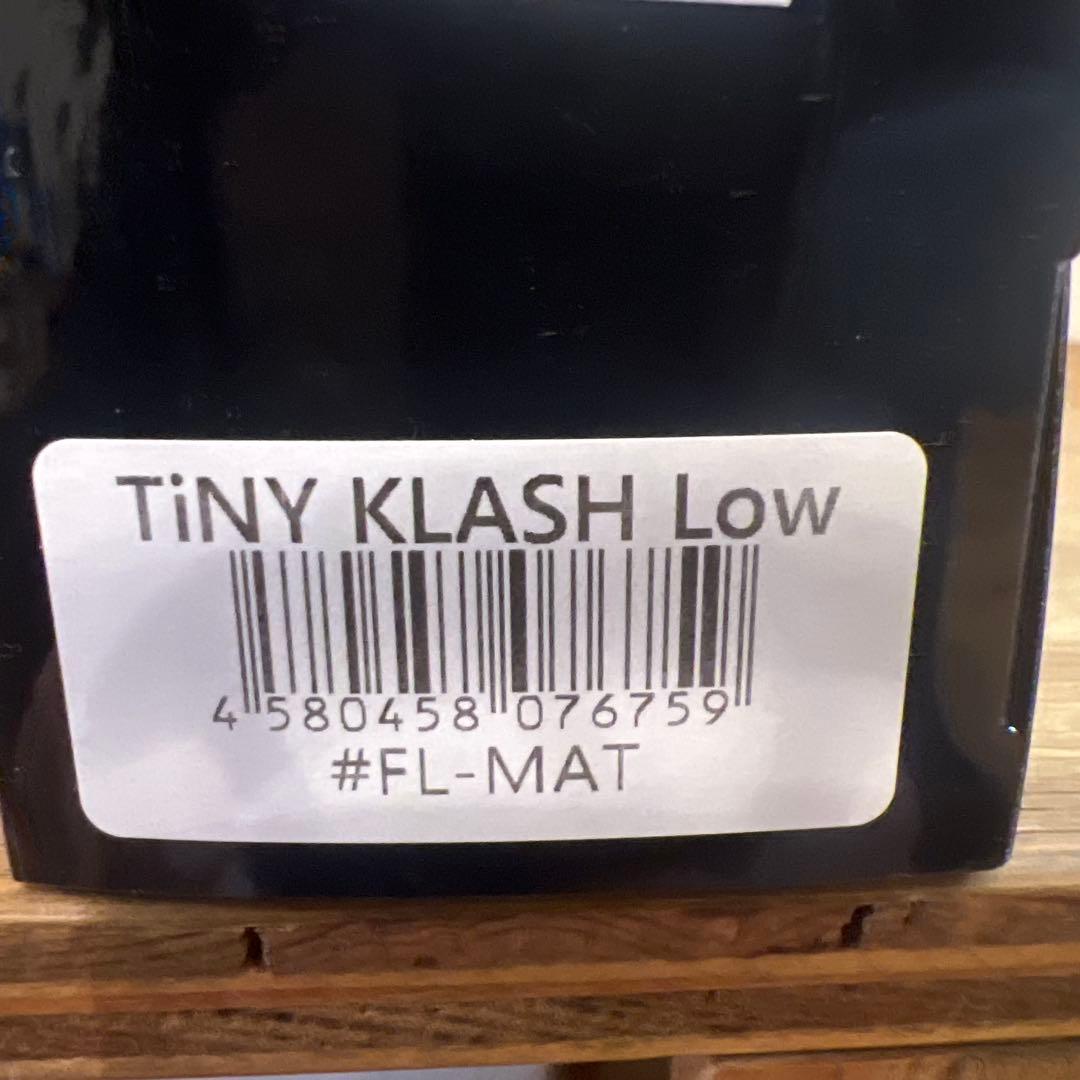 TiNY KLASH Low
4 580458 076759
#FL-MAT